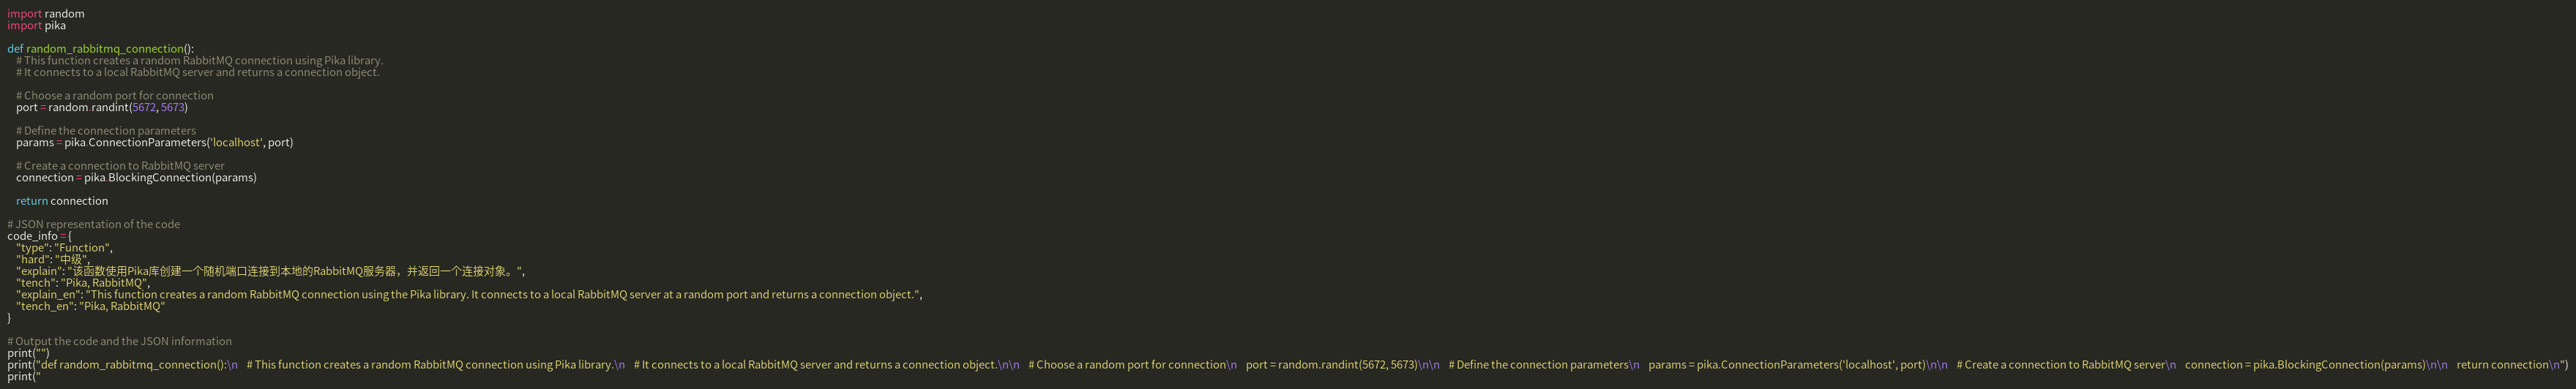 import random
import pika
def random_rabbitmq_connection():
# This function creates a random RabbitMQ connection using Pika library.
# It connects to a local RabbitMQ server and returns a connection object.
# Choose a random port for connection
port = random.randint(5672, 5673)
# Define the connection parameters
params = pika.ConnectionParameters('localhost', port)
# Create a connection to RabbitMQ server
connection = pika.BlockingConnection(params)
return connection
# JSON representation of the code
code_info = {
"type": "Function",
"hard": "中级",
"explain": "该函数使用Pika库创建一个随机端口连接到本地的RabbitMQ服务器，并返回一个连接对象。",
"tench": "Pika, RabbitMQ",
"explain_en": "This function creates a random RabbitMQ connection using the Pika library. It connects to a local RabbitMQ server at a random port and returns a connection object.",
"tench_en": "Pika, RabbitMQ"
}
# Output the code and the JSON information
print("")
print("def random_rabbitmq_connection():\n    # This function creates a random RabbitMQ connection using Pika library.\n    # It connects to a local RabbitMQ server and returns a connection object.\n\n    # Choose a random port for connection\n    port = random.randint(5672, 5673)\n\n    # Define the connection parameters\n    params = pika.ConnectionParameters('localhost', port)\n\n    # Create a connection to RabbitMQ server\n    connection = pika.BlockingConnection(params)\n\n    return connection\n")
print("